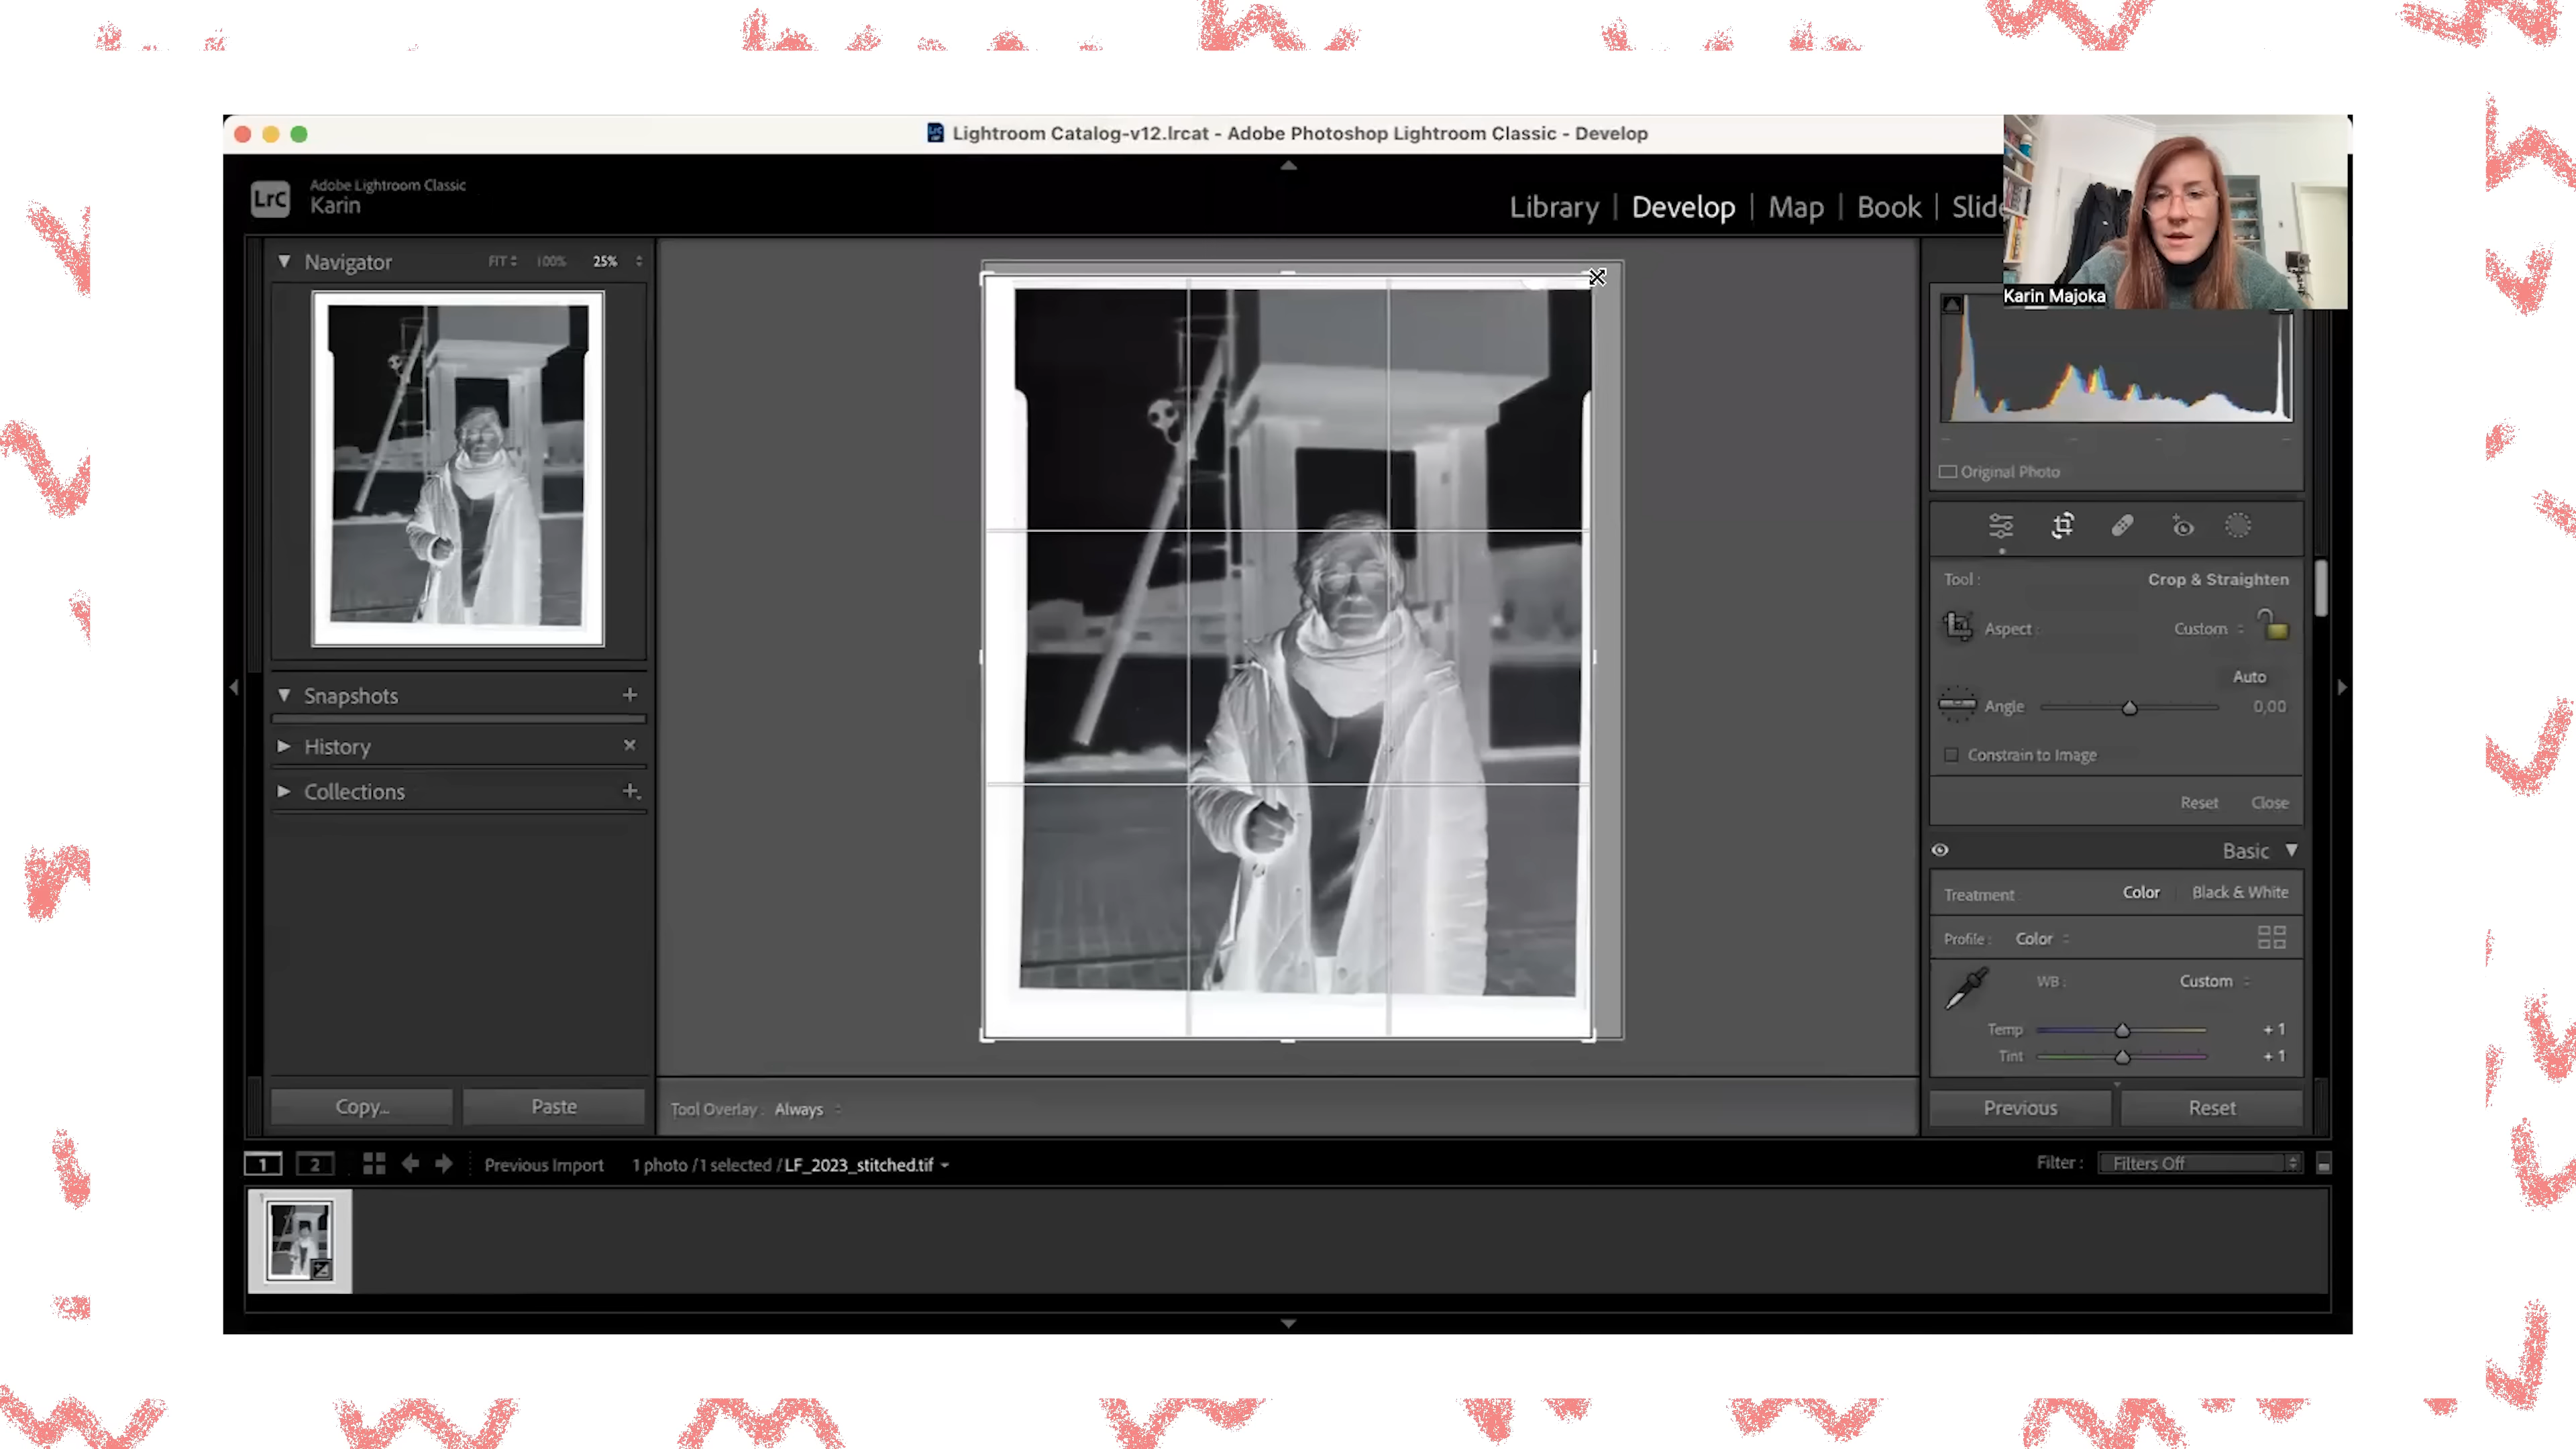 Lightroom Catalog-v12.lrcat - Adobe Photoshop Lightroom Classic - Develop
LrC
Adobe Lightroom Classic
Karin
Library | Develop | Map | Book | Slide
Karin Majoka
Navigator FIT 100% 25%
Original Photo
Tool : Crop & Straighten
Aspect : Custom
Auto
Angle 0,00
Constrain to Image
Reset Close
Snapshots
History
Collections
Basic
Treatment Color Black & White
Profile : Color
WB : Custom
Temp + 1
Tint + 1
Copy... Paste
Tool Overlay : Always
Previous Reset
1 2 Previous Import 1 photo / 1 selected / LF_2023_stitched.tif
Filter : Filters Off